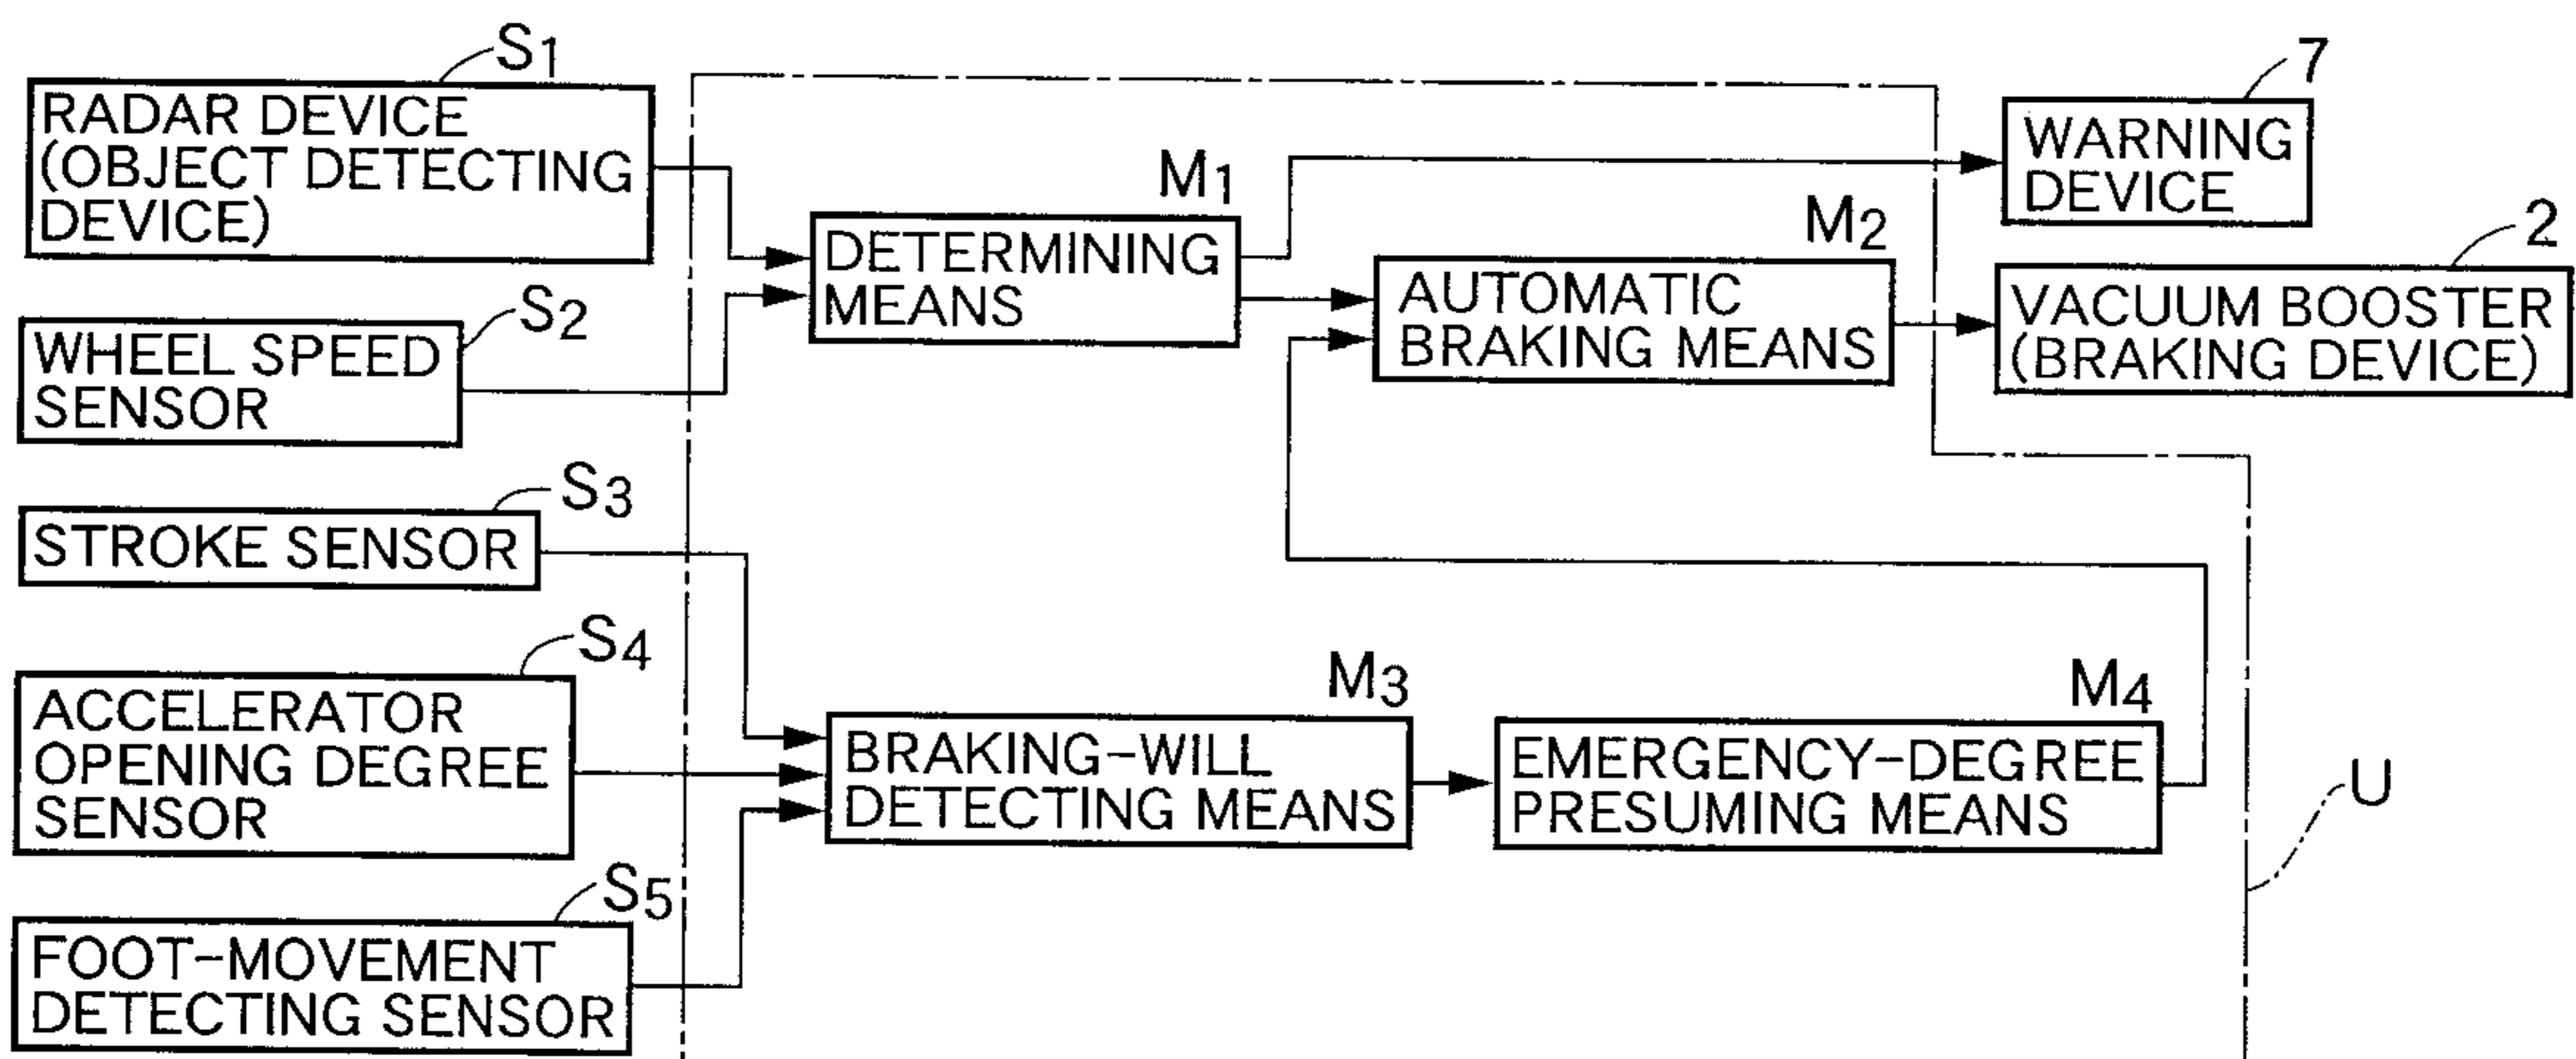 S1
RADAR DEVICE
(OBJECT DETECTING
DEVICE)
S2
WHEEL SPEED
SENSOR
S3
STROKE SENSOR
S4
ACCELERATOR
OPENING DEGREE
SENSOR
S5
FOOT-MOVEMENT
DETECTING SENSOR
M1
DETERMINING
MEANS
M2
AUTOMATIC
BRAKING MEANS
7
WARNING
DEVICE
2
VACUUM BOOSTER
(BRAKING DEVICE)
M3
BRAKING-WILL
DETECTING MEANS
M4
EMERGENCY-DEGREE
PRESUMING MEANS
U